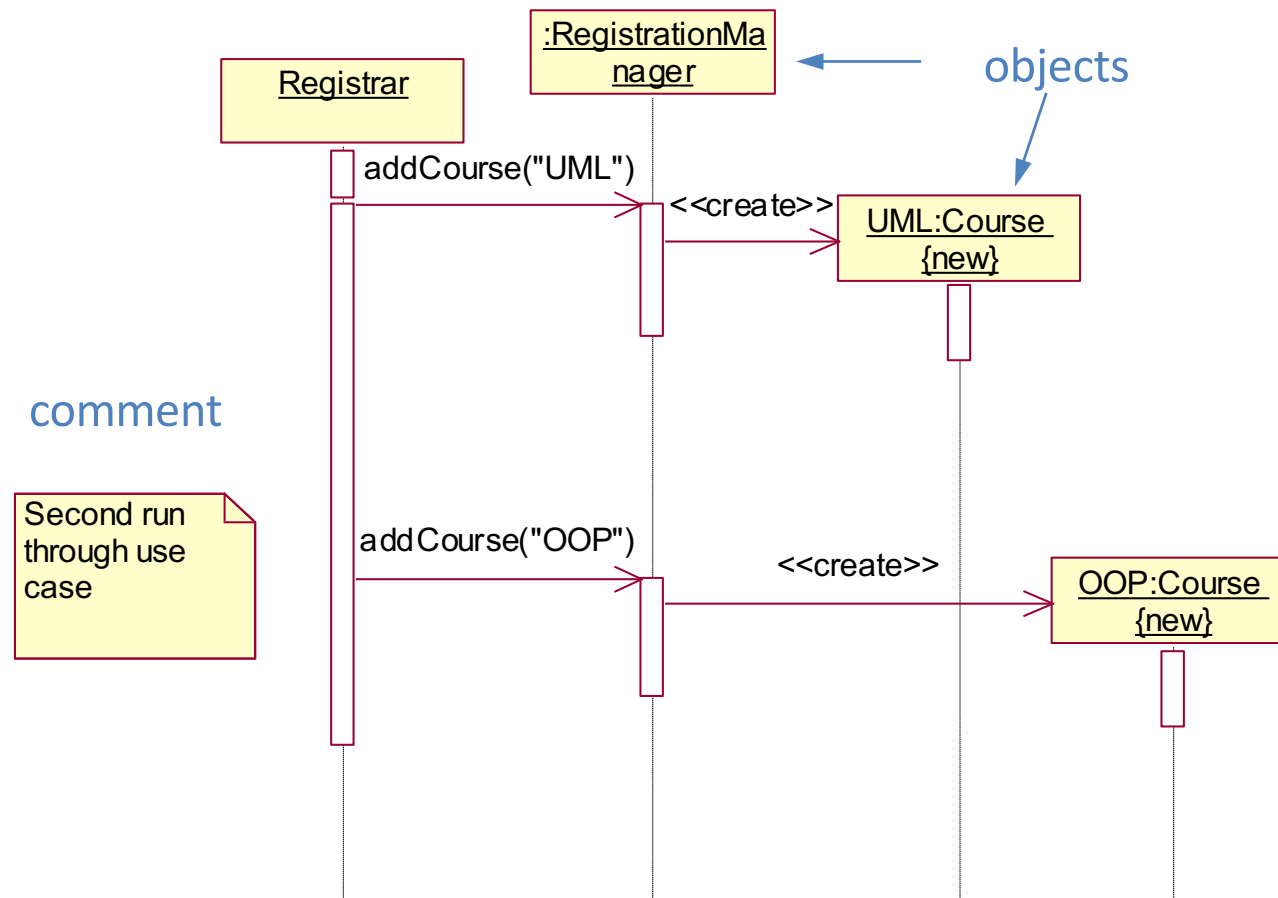 :RegistrationMa
nager
objects
Registrar
addCourse("UML")
<<create>>
UML:Course
{new}
comment
Second run
through use
case
addCourse("OOP")
<<create>>
OOP:Course
{new}